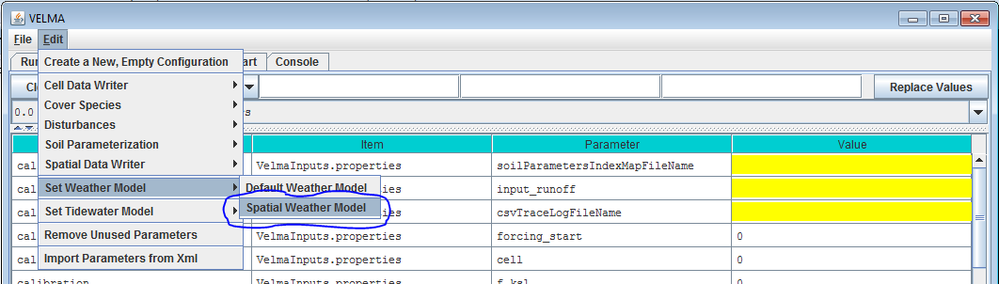 VELMA
File Edit
Run art Console
Create a New, Empty Configuration
Cl Replace Values
Cell Data Writer
Cover Species
0.0 s
Disturbances
Soil Parameterization
Item Parameter Value
Spatial Data Writer
cal VelmaInputs.properties soilParametersIndexMapFileName
Set Weather Model
Default Weather Model
cal input_runoff
Spatial Weather Model
Set Tidewater Model
cal ies csvTraceLogFileName
Remove Unused Parameters
cal VelmaInputs.properties forcing_start 0
Import Parameters from Xml
cal VelmaInputs.properties cell 0
calibration VelmaInputs.properties f_ksl 0